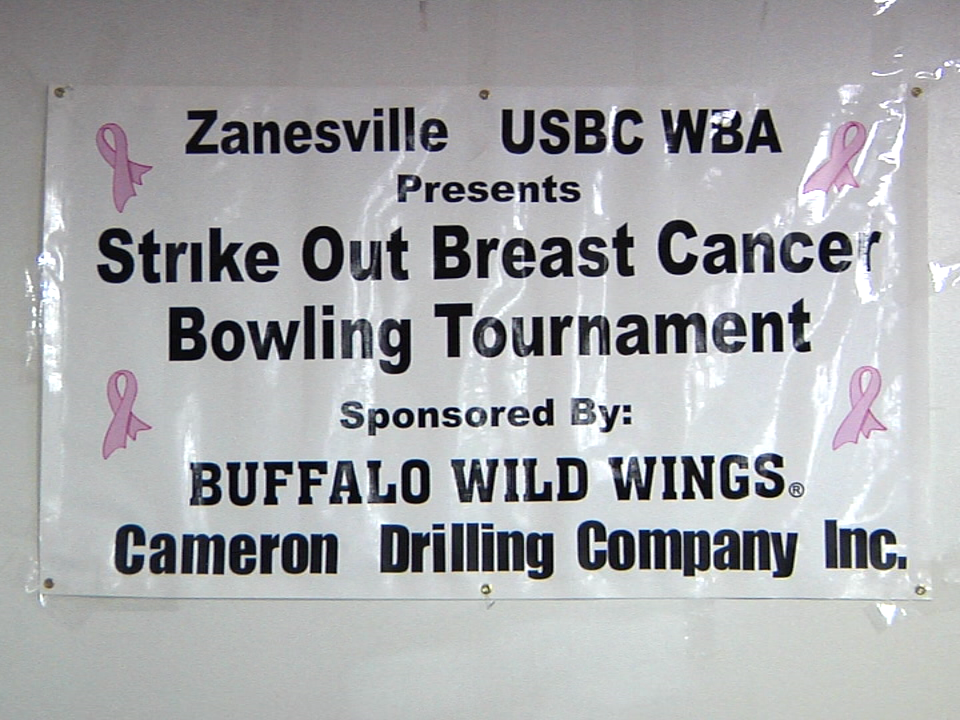 Zanesville USBC WBA
Presents
Strike Out Breast Cancer
Bowling Tournament
Sponsored By:
BUFFALO WILD WINGS®
Cameron Drilling Company Inc.